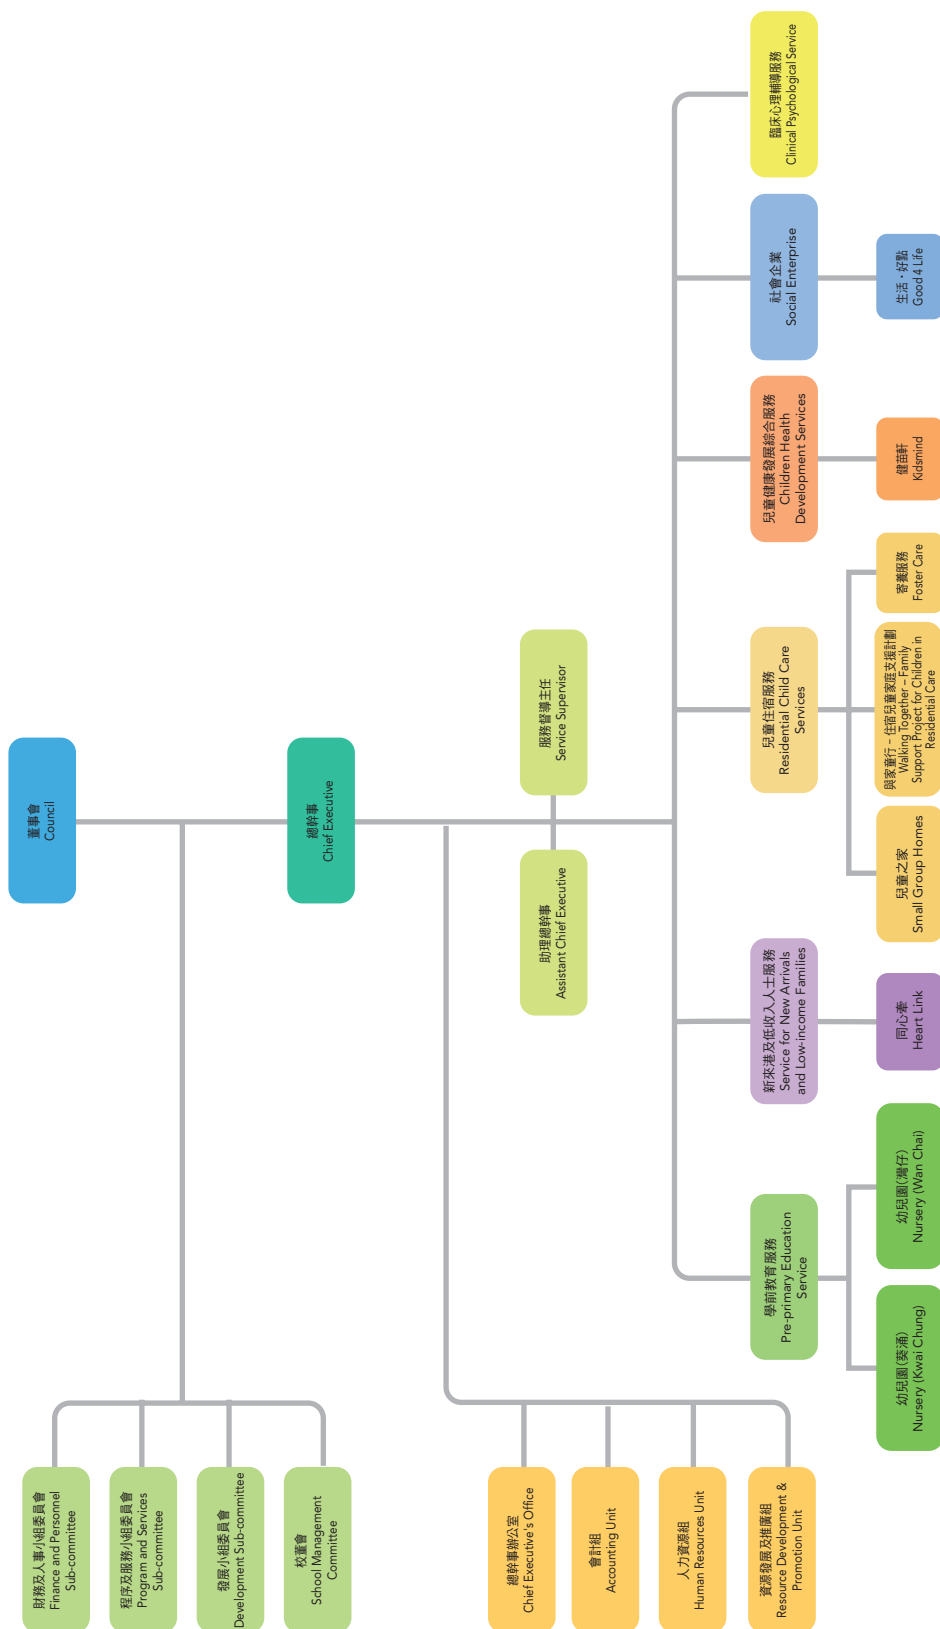 董事會
Council
財務及人事小組委員會
Finance and Personnel
Sub-committee
程序及服務小組委員會
Program and Services
Sub-committee
發展小組委員會
Development Sub-committee
校董會
School Management
Committee
總幹事
Chief Executive
總幹事辦公室
Chief Executive's Office
會計組
Accounting Unit
人力資源組
Human Resources Unit
資源發展及推廣組
Resource Development &
Promotion Unit
助理總幹事
Assistant Chief Executive
服務督導主任
Service Supervisor
學前教育服務
Pre-primary Education
Service
新來港及低收入人士服務
Service for New Arrivals
and Low-income Families
兒童住宿服務
Residential Child Care
Services
兒童健康發展綜合服務
Children Health
Development Services
社會企業
Social Enterprise
臨床心理輔導服務
Clinical Psychological Service
幼兒園(葵涌)
Nursery (Kwai Chung)
幼兒園(灣仔)
Nursery (Wan Chai)
同心牽
Heart Link
兒童之家
Small Group Homes
與家童行 – 住宿兒童家庭支援計劃
Walking Together – Family
Support Project for Children in
Residential Care
寄養服務
Foster Care
健苗軒
Kidsmind
生活・好點
Good 4 Life